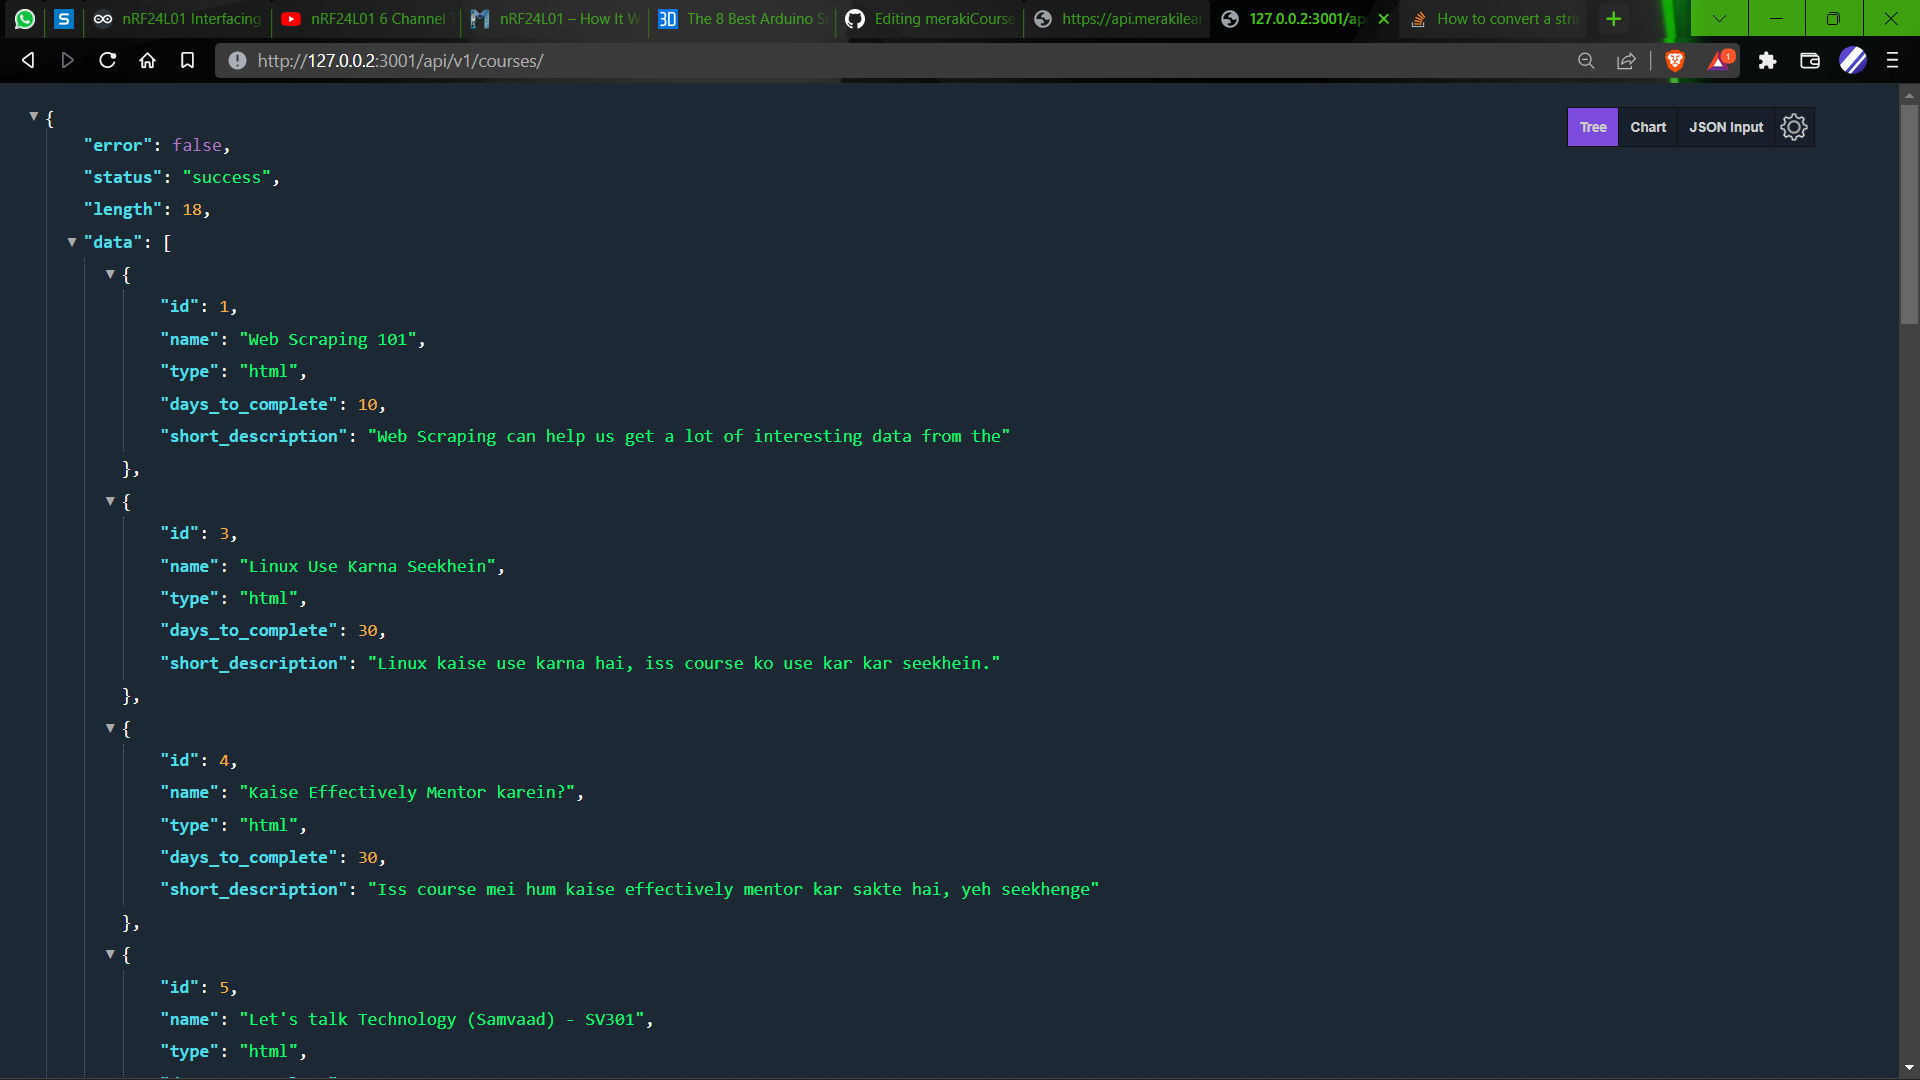 nRF24L01 Interfacing
nRF24L01 6 Channel
nRF24L01 – How It W
3D The 8 Best Arduino S
Editing merakiCourse
https://api.merakilear
127.0.0.2:3001/ap
How to convert a stri
http://127.0.0.2:3001/api/v1/courses/
1
Tree Chart JSON Input
{
"error": false,
"status": "success",
"length": 18,
"data": [
{
"id": 1,
"name": "Web Scraping 101",
"type": "html",
"days_to_complete": 10,
"short_description": "Web Scraping can help us get a lot of interesting data from the"
},
{
"id": 3,
"name": "Linux Use Karna Seekhein",
"type": "html",
"days_to_complete": 30,
"short_description": "Linux kaise use karna hai, iss course ko use kar kar seekhein."
},
{
"id": 4,
"name": "Kaise Effectively Mentor karein?",
"type": "html",
"days_to_complete": 30,
"short_description": "Iss course mei hum kaise effectively mentor kar sakte hai, yeh seekhenge"
},
{
"id": 5,
"name": "Let's talk Technology (Samvaad) - SV301",
"type": "html",